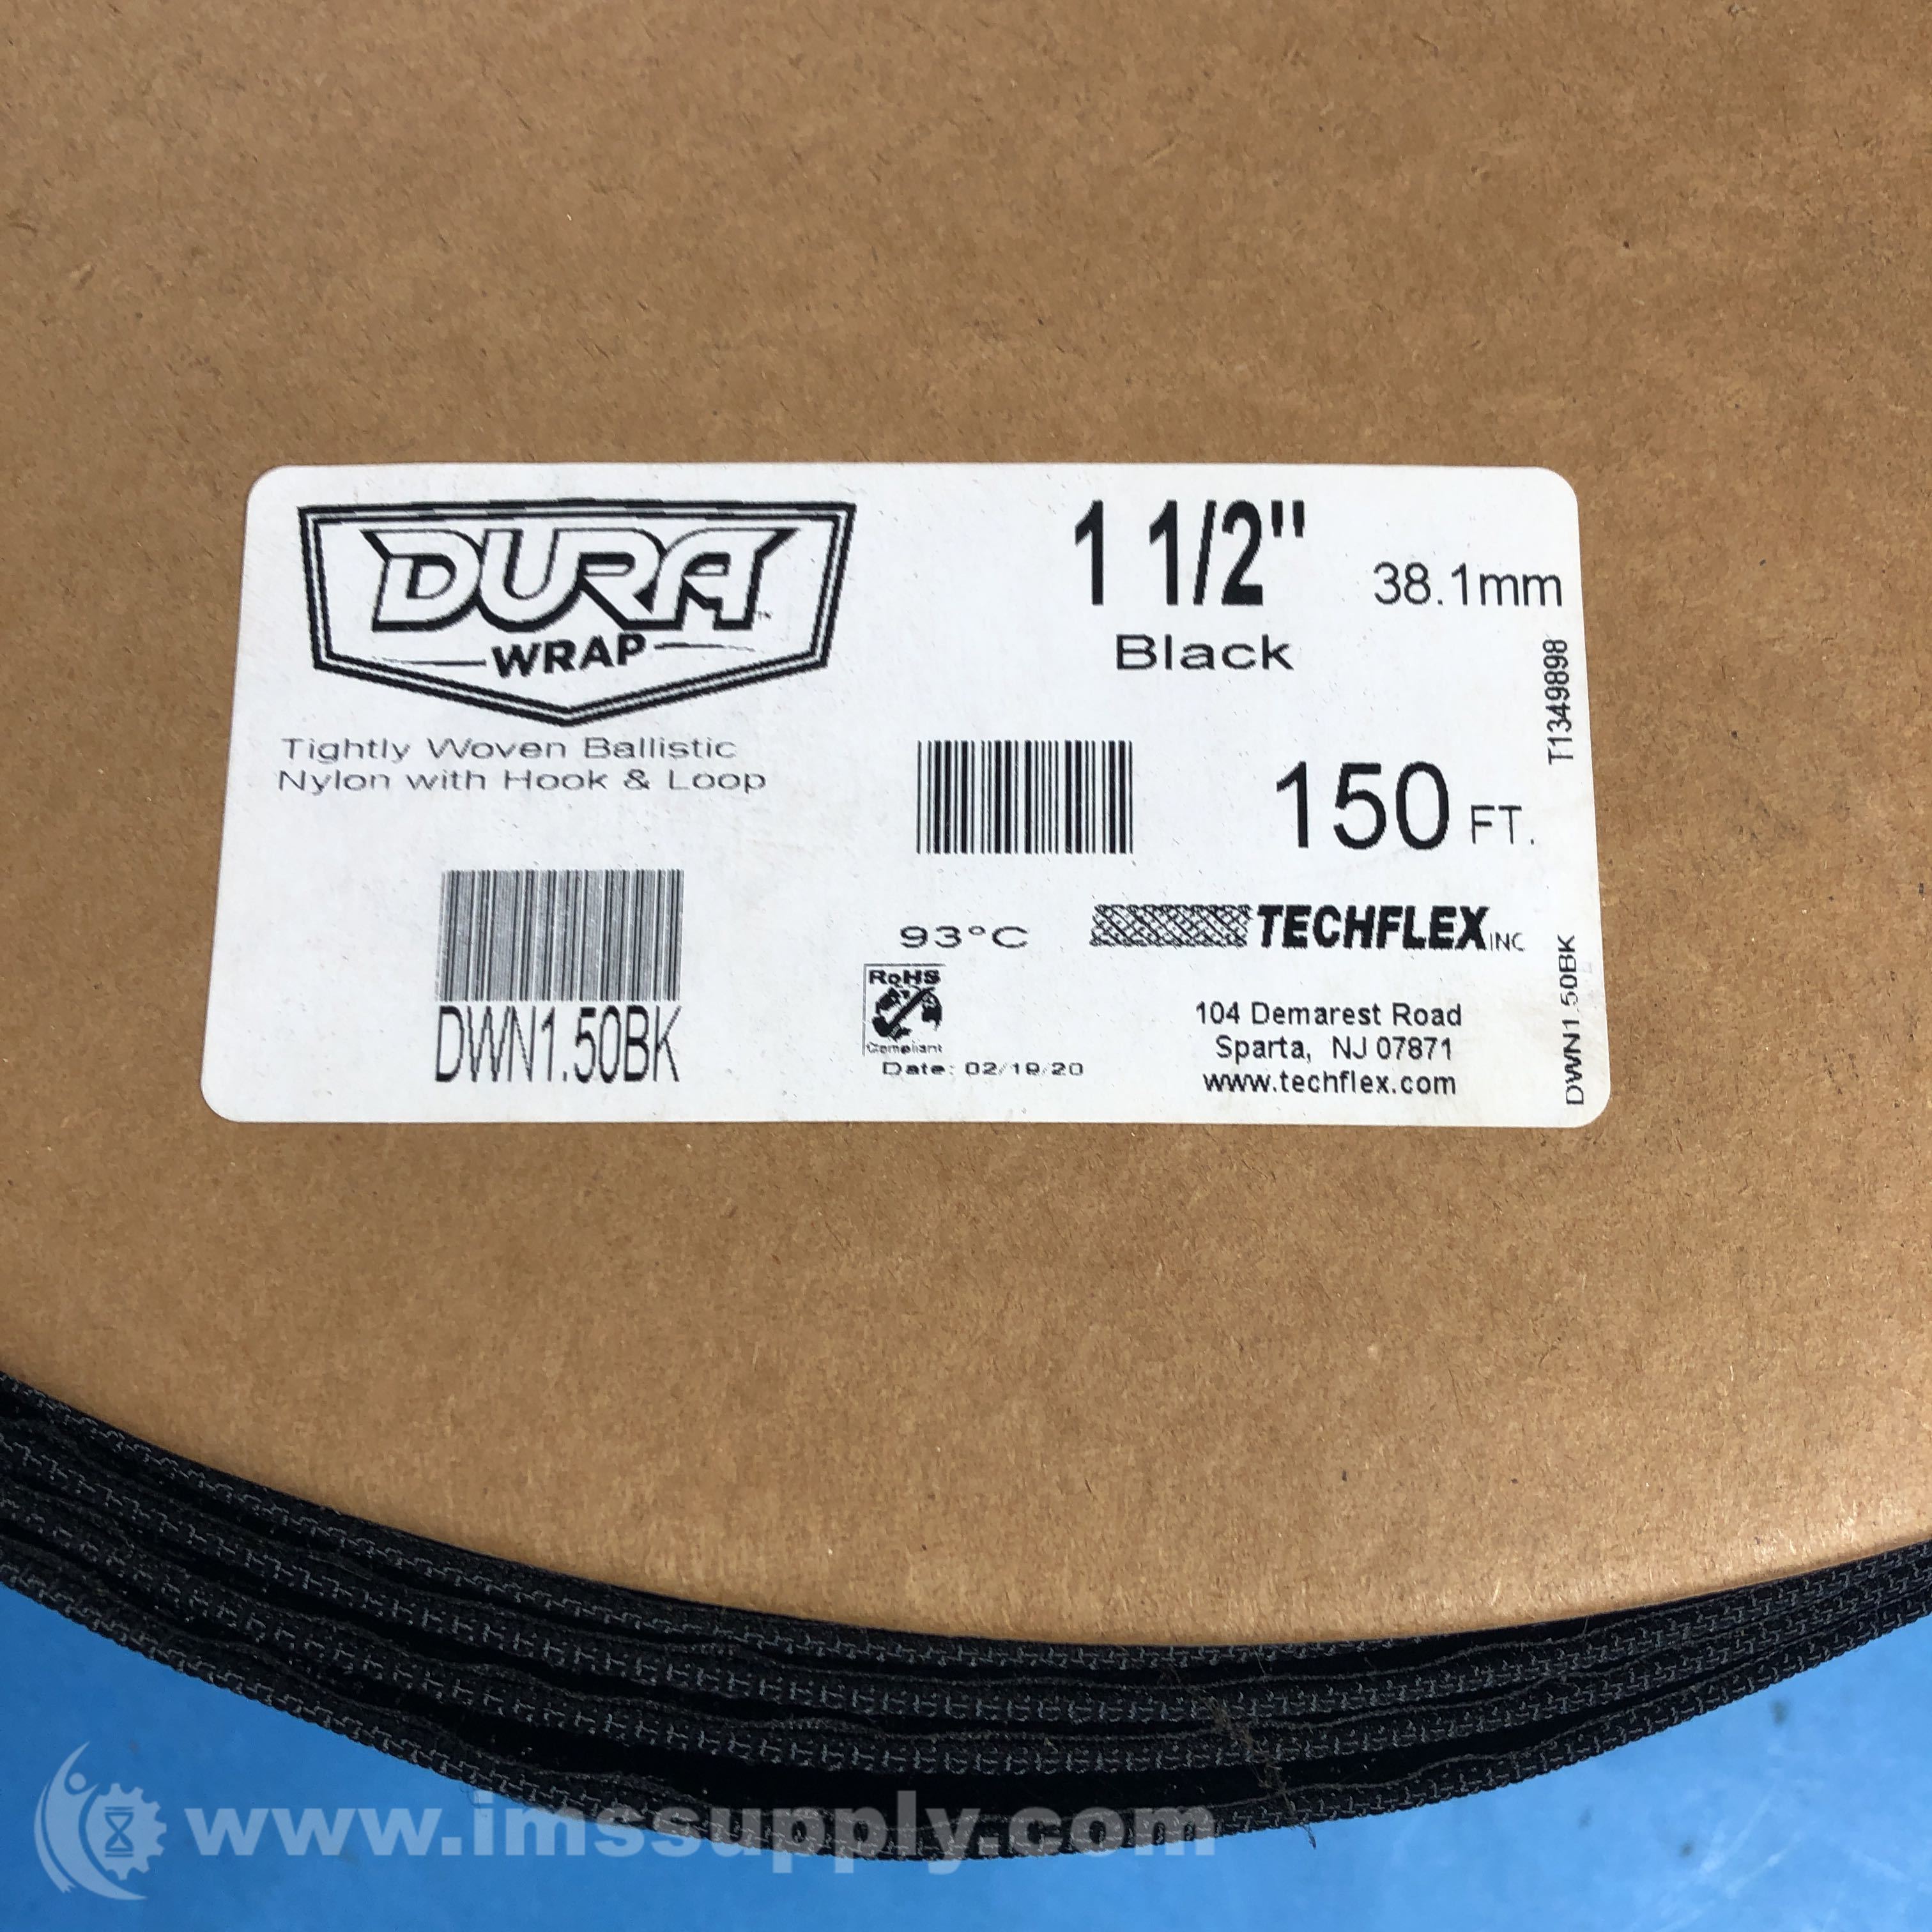 DURA™
WRAP
Tightly Woven Ballistic
Nylon with Hook & Loop
DWN1.50BK
1 1/2" 38.1mm
Black
150 FT.
93°C
RoHS
Compliant
Date: 02/19/20
TECHFLEX INC
104 Demarest Road
Sparta, NJ 07871
www.techflex.com
T1349898
DWN1.50BK
www.imssupply.com